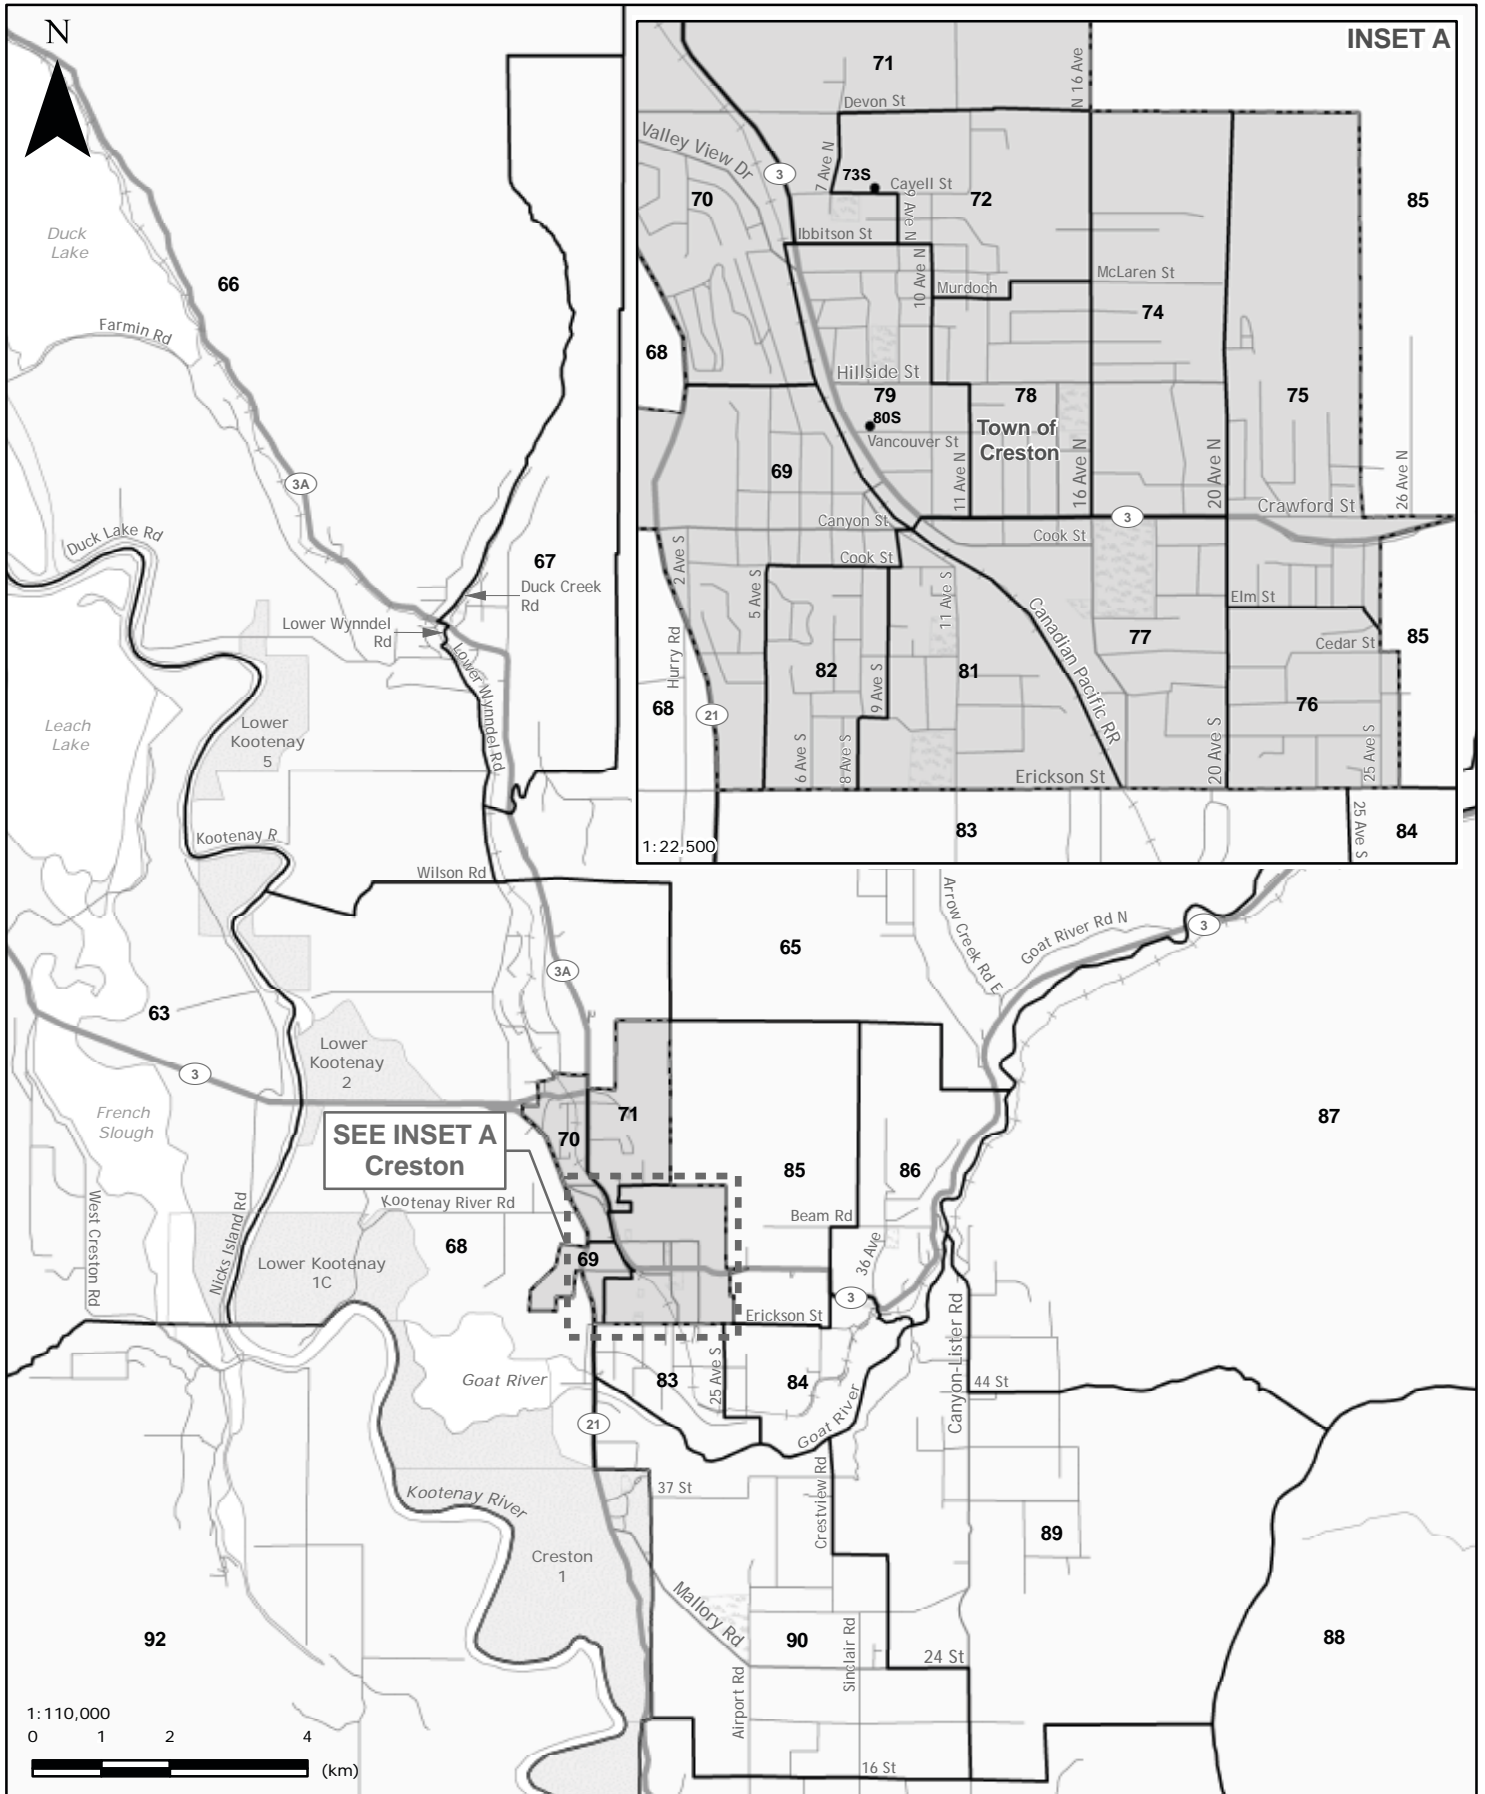 N
INSET A
71
N 16 Ave
Devon St
Valley View Dr
3
7 Ave N
73S
Cavell St
9 Ave N
70
72
85
Ibbitson St
10 Ave N
Murdoch
McLaren St
74
68
Hillside St
79
78
75
80S
Vancouver St
Town of
Creston
69
11 Ave N
16 Ave N
20 Ave N
26 Ave N
Crawford St
Canyon St
3
Cook St
Cook St
2 Ave S
5 Ave S
11 Ave S
Elm St
Canadian Pacific RR
77
Cedar St
85
Hurry Rd
82
9 Ave S
81
76
68
21
6 Ave S
8 Ave S
20 Ave S
25 Ave S
Erickson St
83
25 Ave S
84
1:22,500
Duck
Lake
66
Farmin Rd
3A
Duck Lake Rd
67
Duck Creek
Rd
Lower Wynndel
Rd
Lower Wynndel Rd
Leach
Lake
Lower
Kootenay
5
Kootenay R
Wilson Rd
Arrow Creek Rd E
Goat River Rd N
3
65
3A
63
Lower
Kootenay
2
3
French
Slough
71
87
SEE INSET A
Creston
70
85
86
West Creston Rd
Nicks Island Rd
Kootenay River Rd
Beam Rd
68
36 Ave
Lower Kootenay
1C
69
3
Erickson St
Canyon-Lister Rd
Goat River
83
25 Ave S
84
44 St
21
Goat River
Kootenay River
37 St
Crestview Rd
89
Creston
1
Mallory Rd
92
90
Sinclair Rd
24 St
88
Airport Rd
1:110,000
0 1 2 4
(km)
16 St